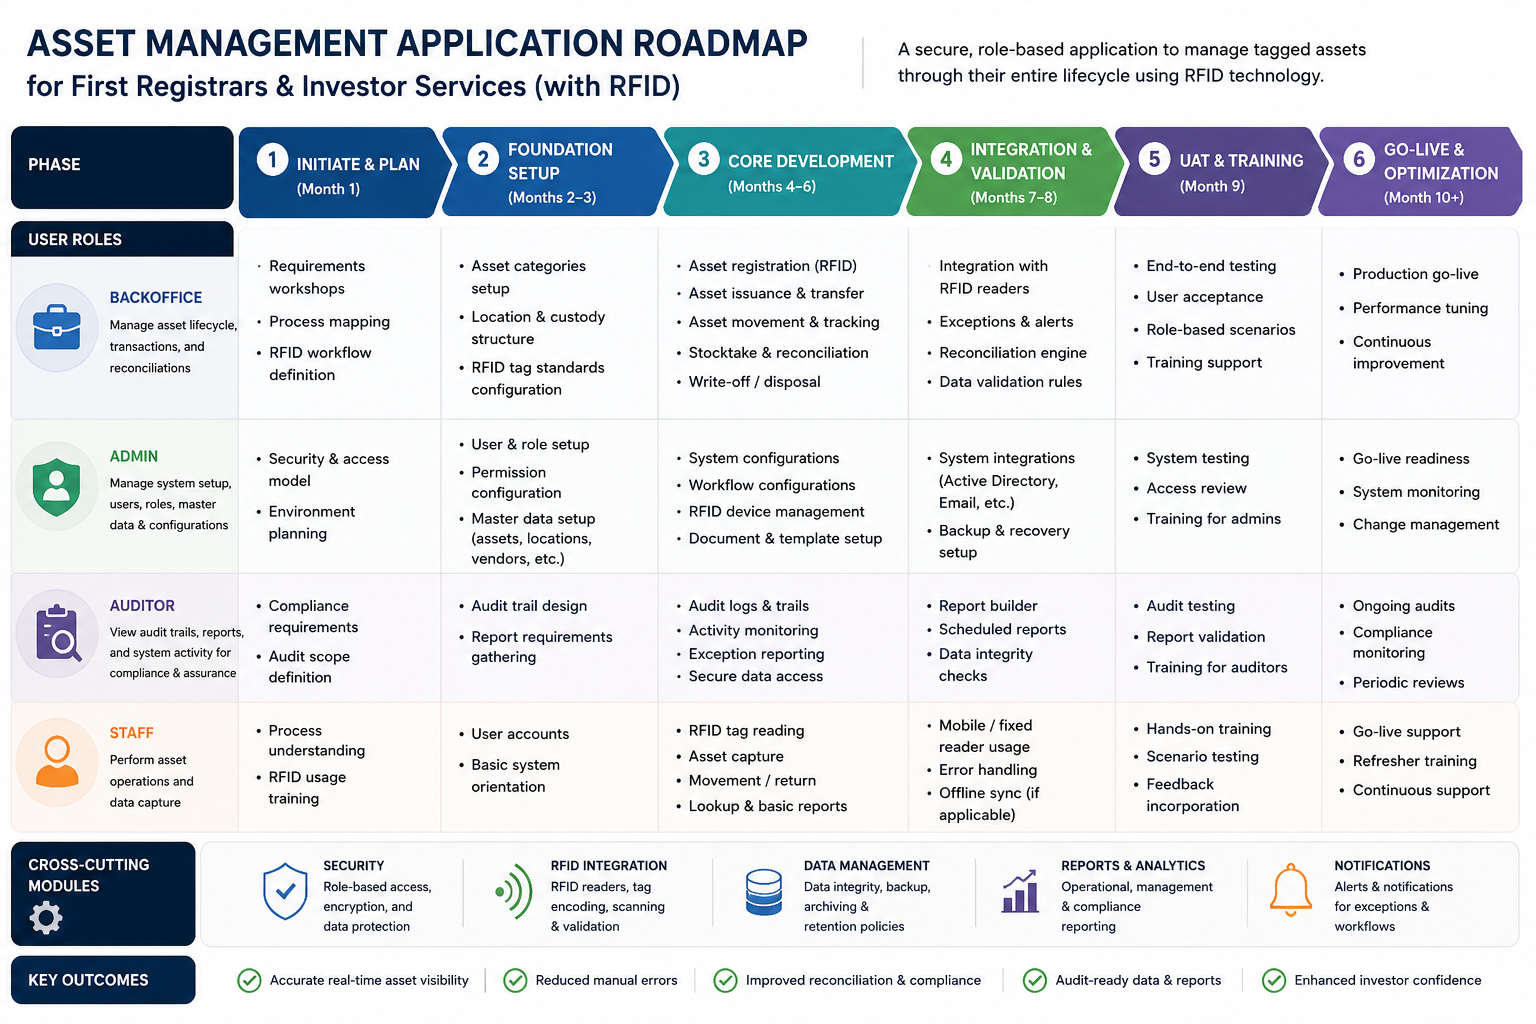 ASSET MANAGEMENT APPLICATION ROADMAP
for First Registrars & Investor Services (with RFID)
A secure, role-based application to manage tagged assets
through their entire lifecycle using RFID technology.
PHASE
1 INITIATE & PLAN
(Month 1)
2 FOUNDATION
SETUP
(Months 2–3)
3 CORE DEVELOPMENT
(Months 4–6)
4 INTEGRATION &
VALIDATION
(Months 7–8)
5 UAT & TRAINING
(Month 9)
6 GO-LIVE &
OPTIMIZATION
(Month 10+)
USER ROLES
BACKOFFICE
Manage asset lifecycle,
transactions, and
reconciliations
• Requirements
workshops
• Process mapping
• RFID workflow
definition
• Asset categories
setup
• Location & custody
structure
• RFID tag standards
configuration
• Asset registration (RFID)
• Asset issuance & transfer
• Asset movement & tracking
• Stocktake & reconciliation
• Write-off / disposal
• Integration with
RFID readers
• Exceptions & alerts
• Reconciliation engine
• Data validation rules
• End-to-end testing
• User acceptance
• Role-based scenarios
• Training support
• Production go-live
• Performance tuning
• Continuous
improvement
ADMIN
Manage system setup,
users, roles, master
data & configurations
• Security & access
model
• Environment
planning
• User & role setup
• Permission
configuration
• Master data setup
(assets, locations,
vendors, etc.)
• System configurations
• Workflow configurations
• RFID device management
• Document & template setup
• System integrations
(Active Directory,
Email, etc.)
• Backup & recovery
setup
• System testing
• Access review
• Training for admins
• Go-live readiness
• System monitoring
• Change management
AUDITOR
View audit trails, reports,
and system activity for
compliance & assurance
• Compliance
requirements
• Audit scope
definition
• Audit trail design
• Report requirements
gathering
• Audit logs & trails
• Activity monitoring
• Exception reporting
• Secure data access
• Report builder
• Scheduled reports
• Data integrity
checks
• Audit testing
• Report validation
• Training for auditors
• Ongoing audits
• Compliance
monitoring
• Periodic reviews
STAFF
Perform asset
operations and
data capture
• Process
understanding
• RFID usage
training
• User accounts
• Basic system
orientation
• RFID tag reading
• Asset capture
• Movement / return
• Lookup & basic reports
• Mobile / fixed
reader usage
• Error handling
• Offline sync (if
applicable)
• Hands-on training
• Scenario testing
• Feedback
incorporation
• Go-live support
• Refresher training
• Continuous support
CROSS-CUTTING
MODULES
SECURITY
Role-based access,
encryption, and
data protection
RFID INTEGRATION
RFID readers, tag
encoding, scanning
& validation
DATA MANAGEMENT
Data integrity, backup,
archiving &
retention policies
REPORTS & ANALYTICS
Operational, management
& compliance
reporting
NOTIFICATIONS
Alerts & notifications
for exceptions &
workflows
KEY OUTCOMES
Accurate real-time asset visibility
Reduced manual errors
Improved reconciliation & compliance
Audit-ready data & reports
Enhanced investor confidence